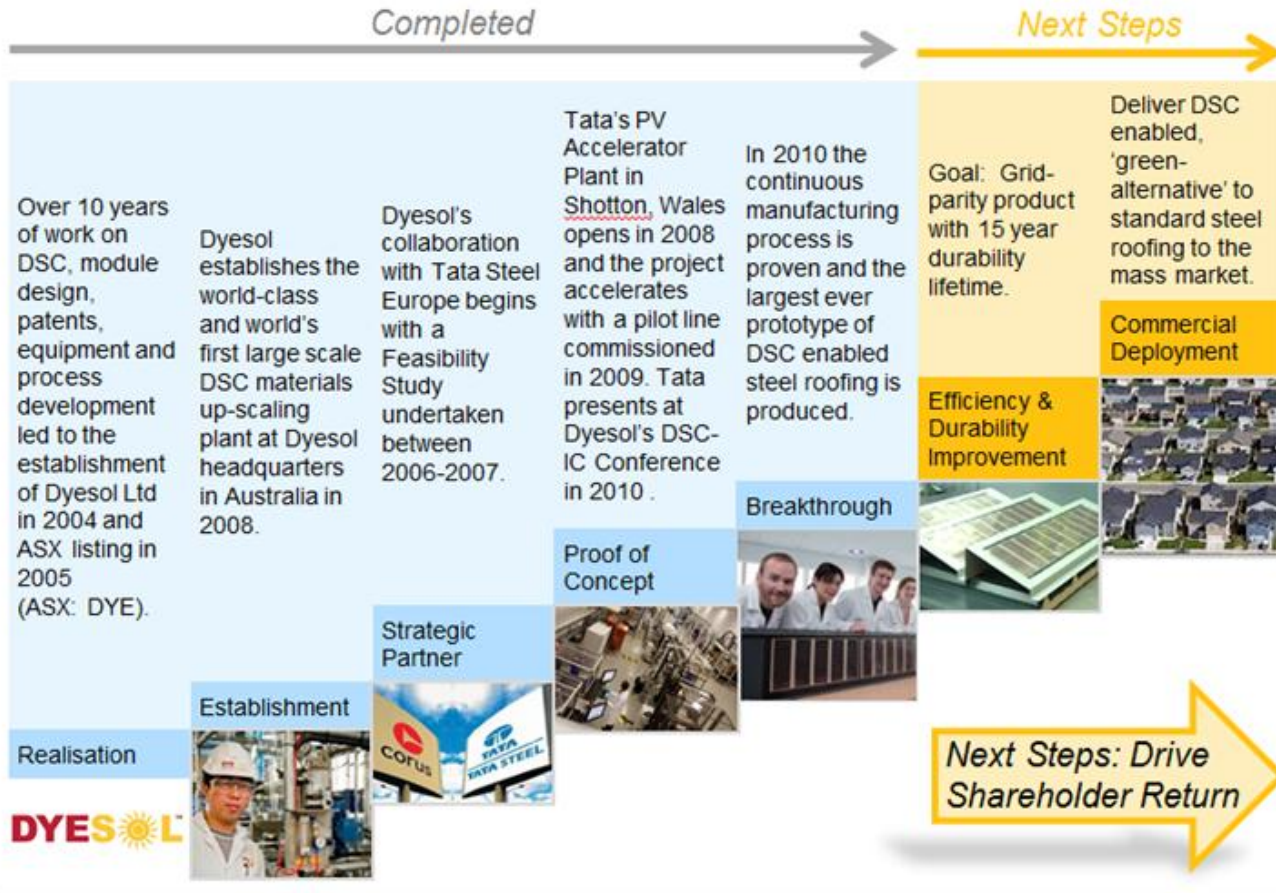 Completed
Next Steps
Over 10 years
of work on
DSC, module
design,
patents,
equipment and
process
development
led to the
establishment
of Dyesol Ltd
in 2004 and
ASX listing in
2005
(ASX: DYE).
Realisation
DYESOL
Dyesol
establishes the
world-class
and world's
first large scale
DSC materials
up-scaling
plant at Dyesol
headquarters
in Australia in
2008.
Establishment
Dyesol's
collaboration
with Tata Steel
Europe begins
with a
Feasibility
Study
undertaken
between
2006-2007.
Strategic
Partner
corus
TATA
TATA STEEL
Tata's PV
Accelerator
Plant in
Shotton, Wales
opens in 2008
and the project
accelerates
with a pilot line
commissioned
in 2009. Tata
presents at
Dyesol's DSC-
IC Conference
in 2010 .
Proof of
Concept
In 2010 the
continuous
manufacturing
process is
proven and the
largest ever
prototype of
DSC enabled
steel roofing is
produced.
Breakthrough
Goal: Grid-
parity product
with 15 year
durability
lifetime.
Efficiency &
Durability
Improvement
Deliver DSC
enabled,
'green-
alternative' to
standard steel
roofing to the
mass market.
Commercial
Deployment
Next Steps: Drive
Shareholder Return